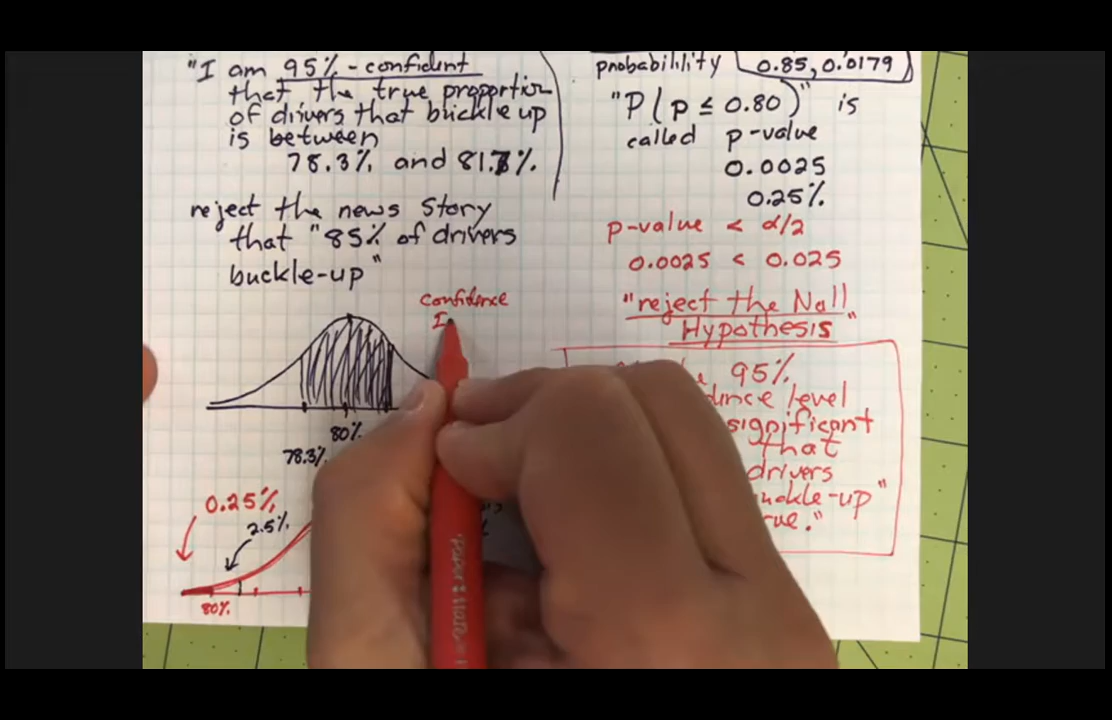 "I am 95%-confident
that the true proportion
of drivers that buckle up
is between
78.3% and 81.7%.
reject the news story
that "85% of drivers
buckle-up"
confidence
I
80%
78.3%
0.25%
2.5%
80%
probabilility 0.85, 0.0179
"P(p ≤ 0.80)" is
called p-value
0.0025
0.25%
p-value < α/2
0.0025 < 0.025
"reject the Null
Hypothesis"
95%
level
significant
that
drivers
"
Paper:Mate